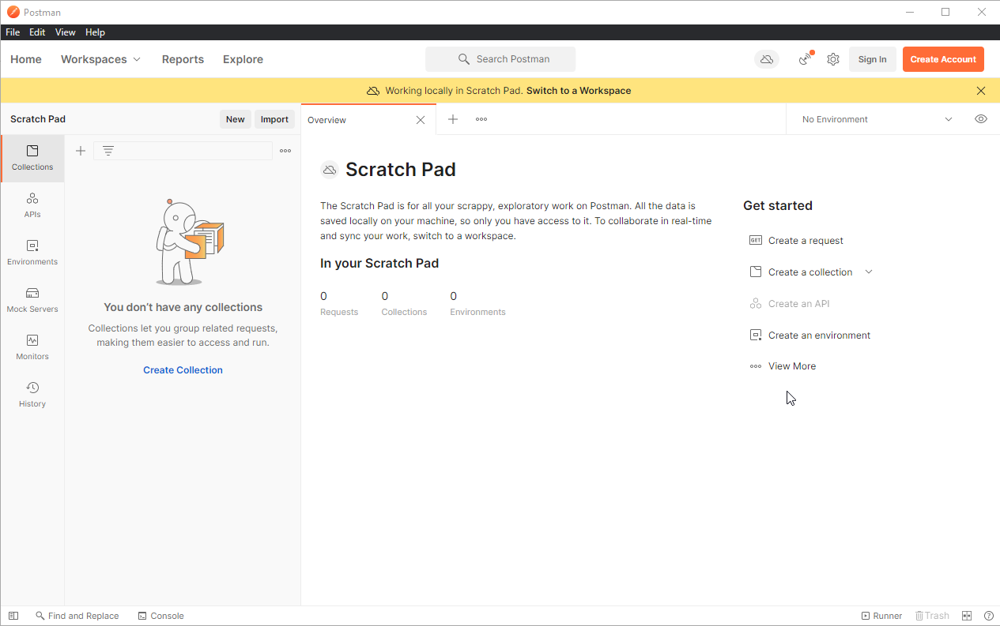 Postman
File Edit View Help
Home Workspaces Reports Explore Search Postman Sign In Create Account
Working locally in Scratch Pad. Switch to a Workspace
Scratch Pad New Import Overview No Environment
Collections
APIs
Environments
Mock Servers
Monitors
History
You don’t have any collections
Collections let you group related requests,
making them easier to access and run.
Create Collection
Scratch Pad
The Scratch Pad is for all your scrappy, exploratory work on Postman. All the data is
saved locally on your machine, so only you have access to it. To collaborate in real-time
and sync your work, switch to a workspace.
In your Scratch Pad
0 0 0
Requests Collections Environments
Get started
GET Create a request
Create a collection
Create an API
Create an environment
View More
Find and Replace Console Runner Trash